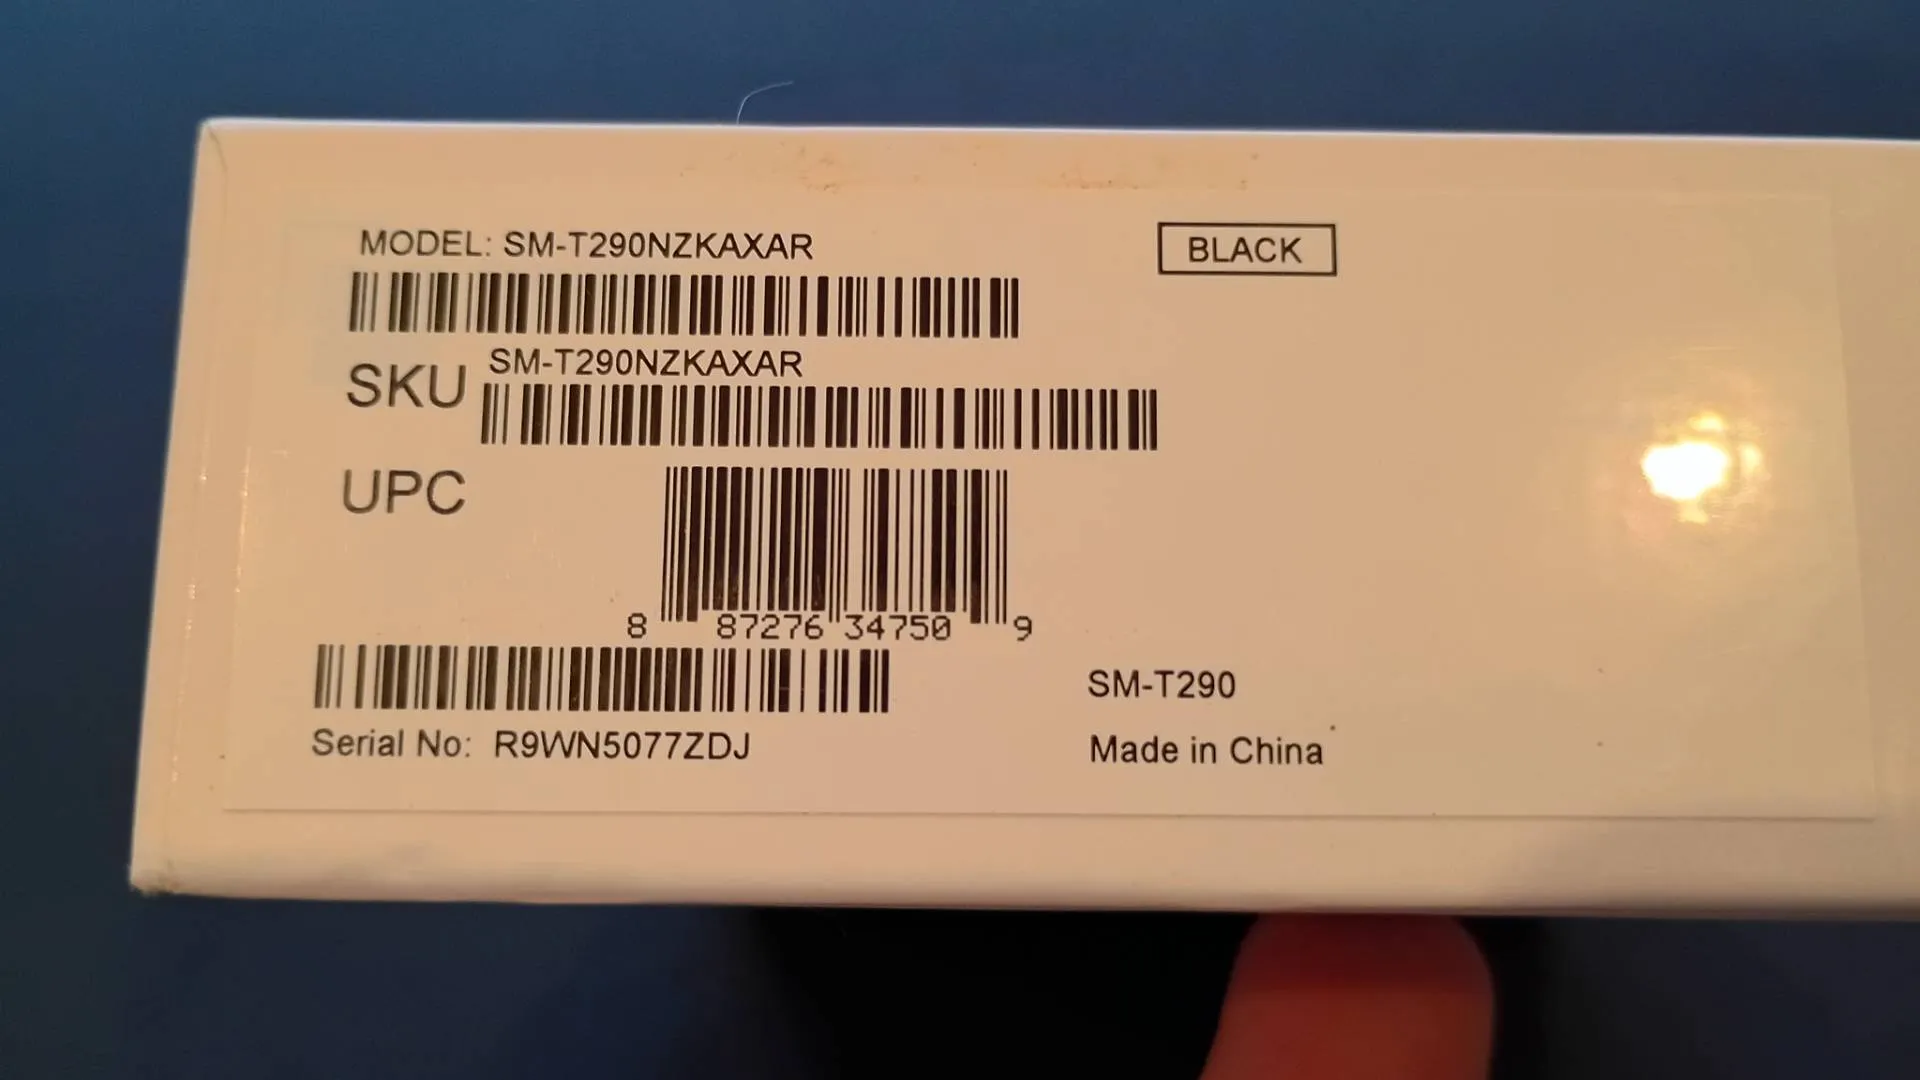 MODEL: SM-T290NZKAXAR
BLACK
SKU SM-T290NZKAXAR
UPC
8 87276 34750 9
Serial No: R9WN5077ZDJ
SM-T290
Made in China